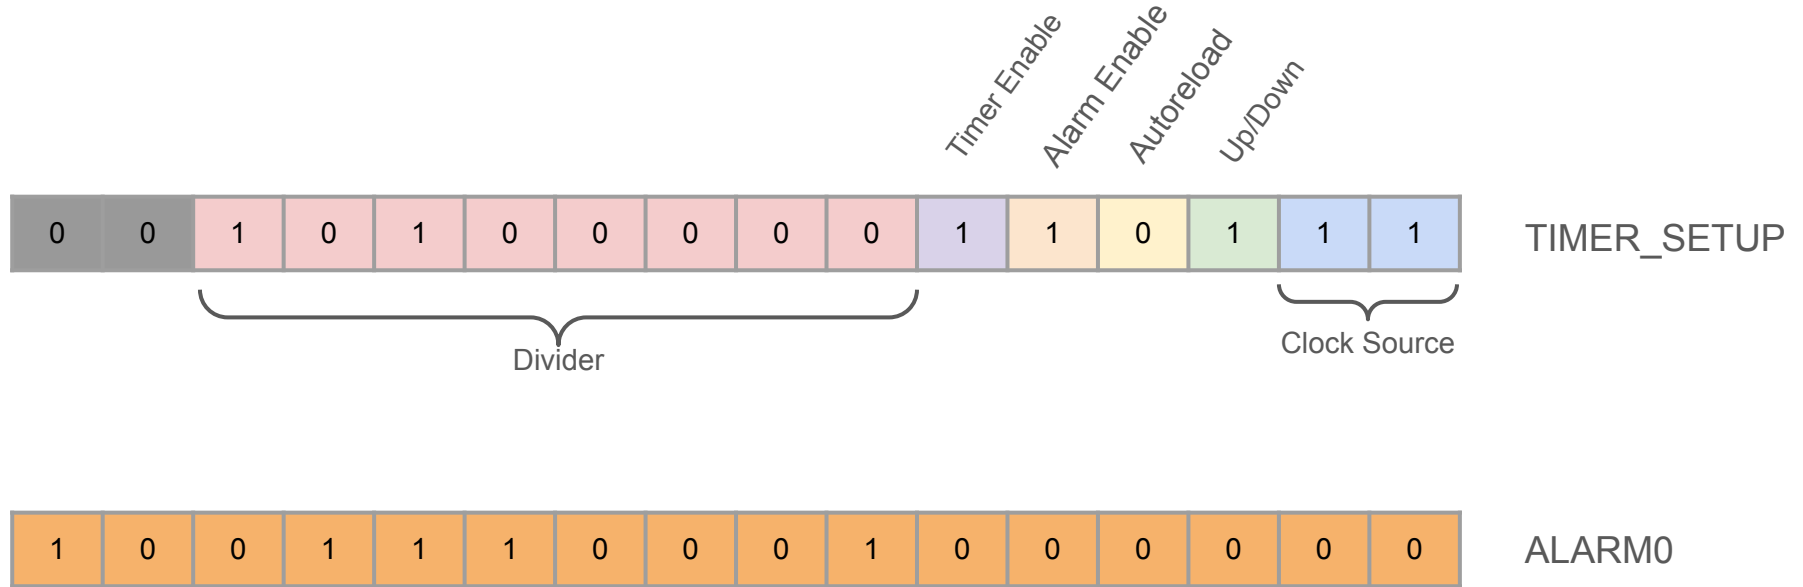 Timer Enable
Alarm Enable
Autoreload
Up/Down
0 0 1 0 1 0 0 0 0 0 1 1 0 1 1 1 TIMER_SETUP
Divider
Clock Source
1 0 0 1 1 1 0 0 0 1 0 0 0 0 0 0 ALARM0